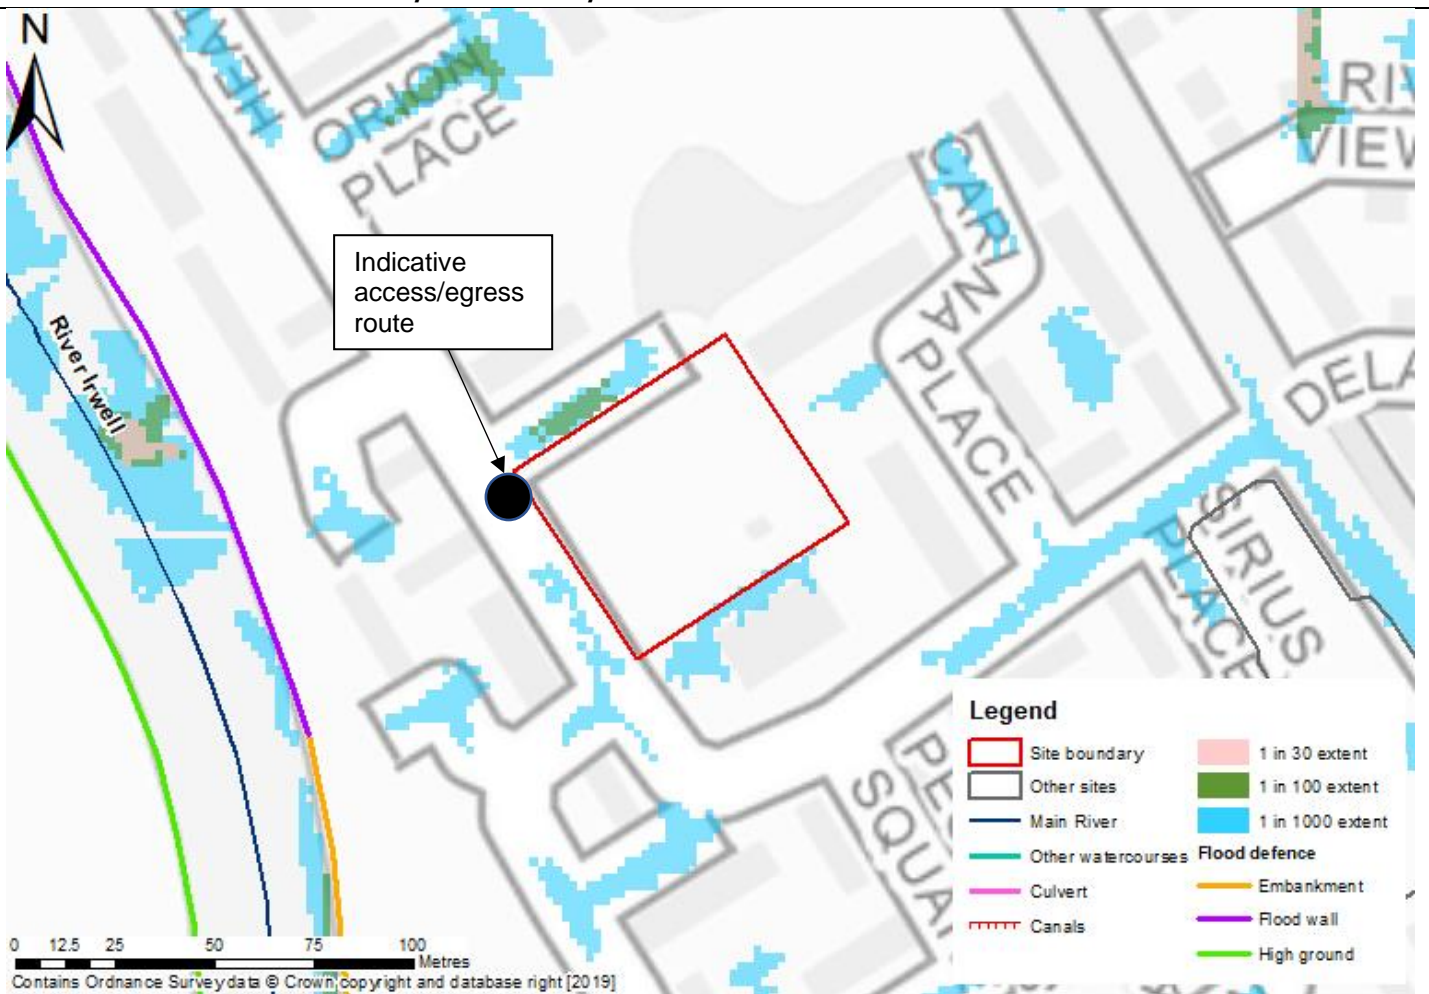 N
HEAT
ORION
PLACE
Indicative
access/egress
route
River Irwell
CARINA
PLACE
RIV
VIEW
DELA
SIRIUS
PLACE
PE
SQUA
Legend
Site boundary
Other sites
Main River
Other watercourses
Culvert
Canals
1 in 30 extent
1 in 100 extent
1 in 1000 extent
Flood defence
Embankment
Flood wall
High ground
0 12.5 25 50 75 100
Metres
Contains Ordnance Survey data © Crown copyright and database right [2019]